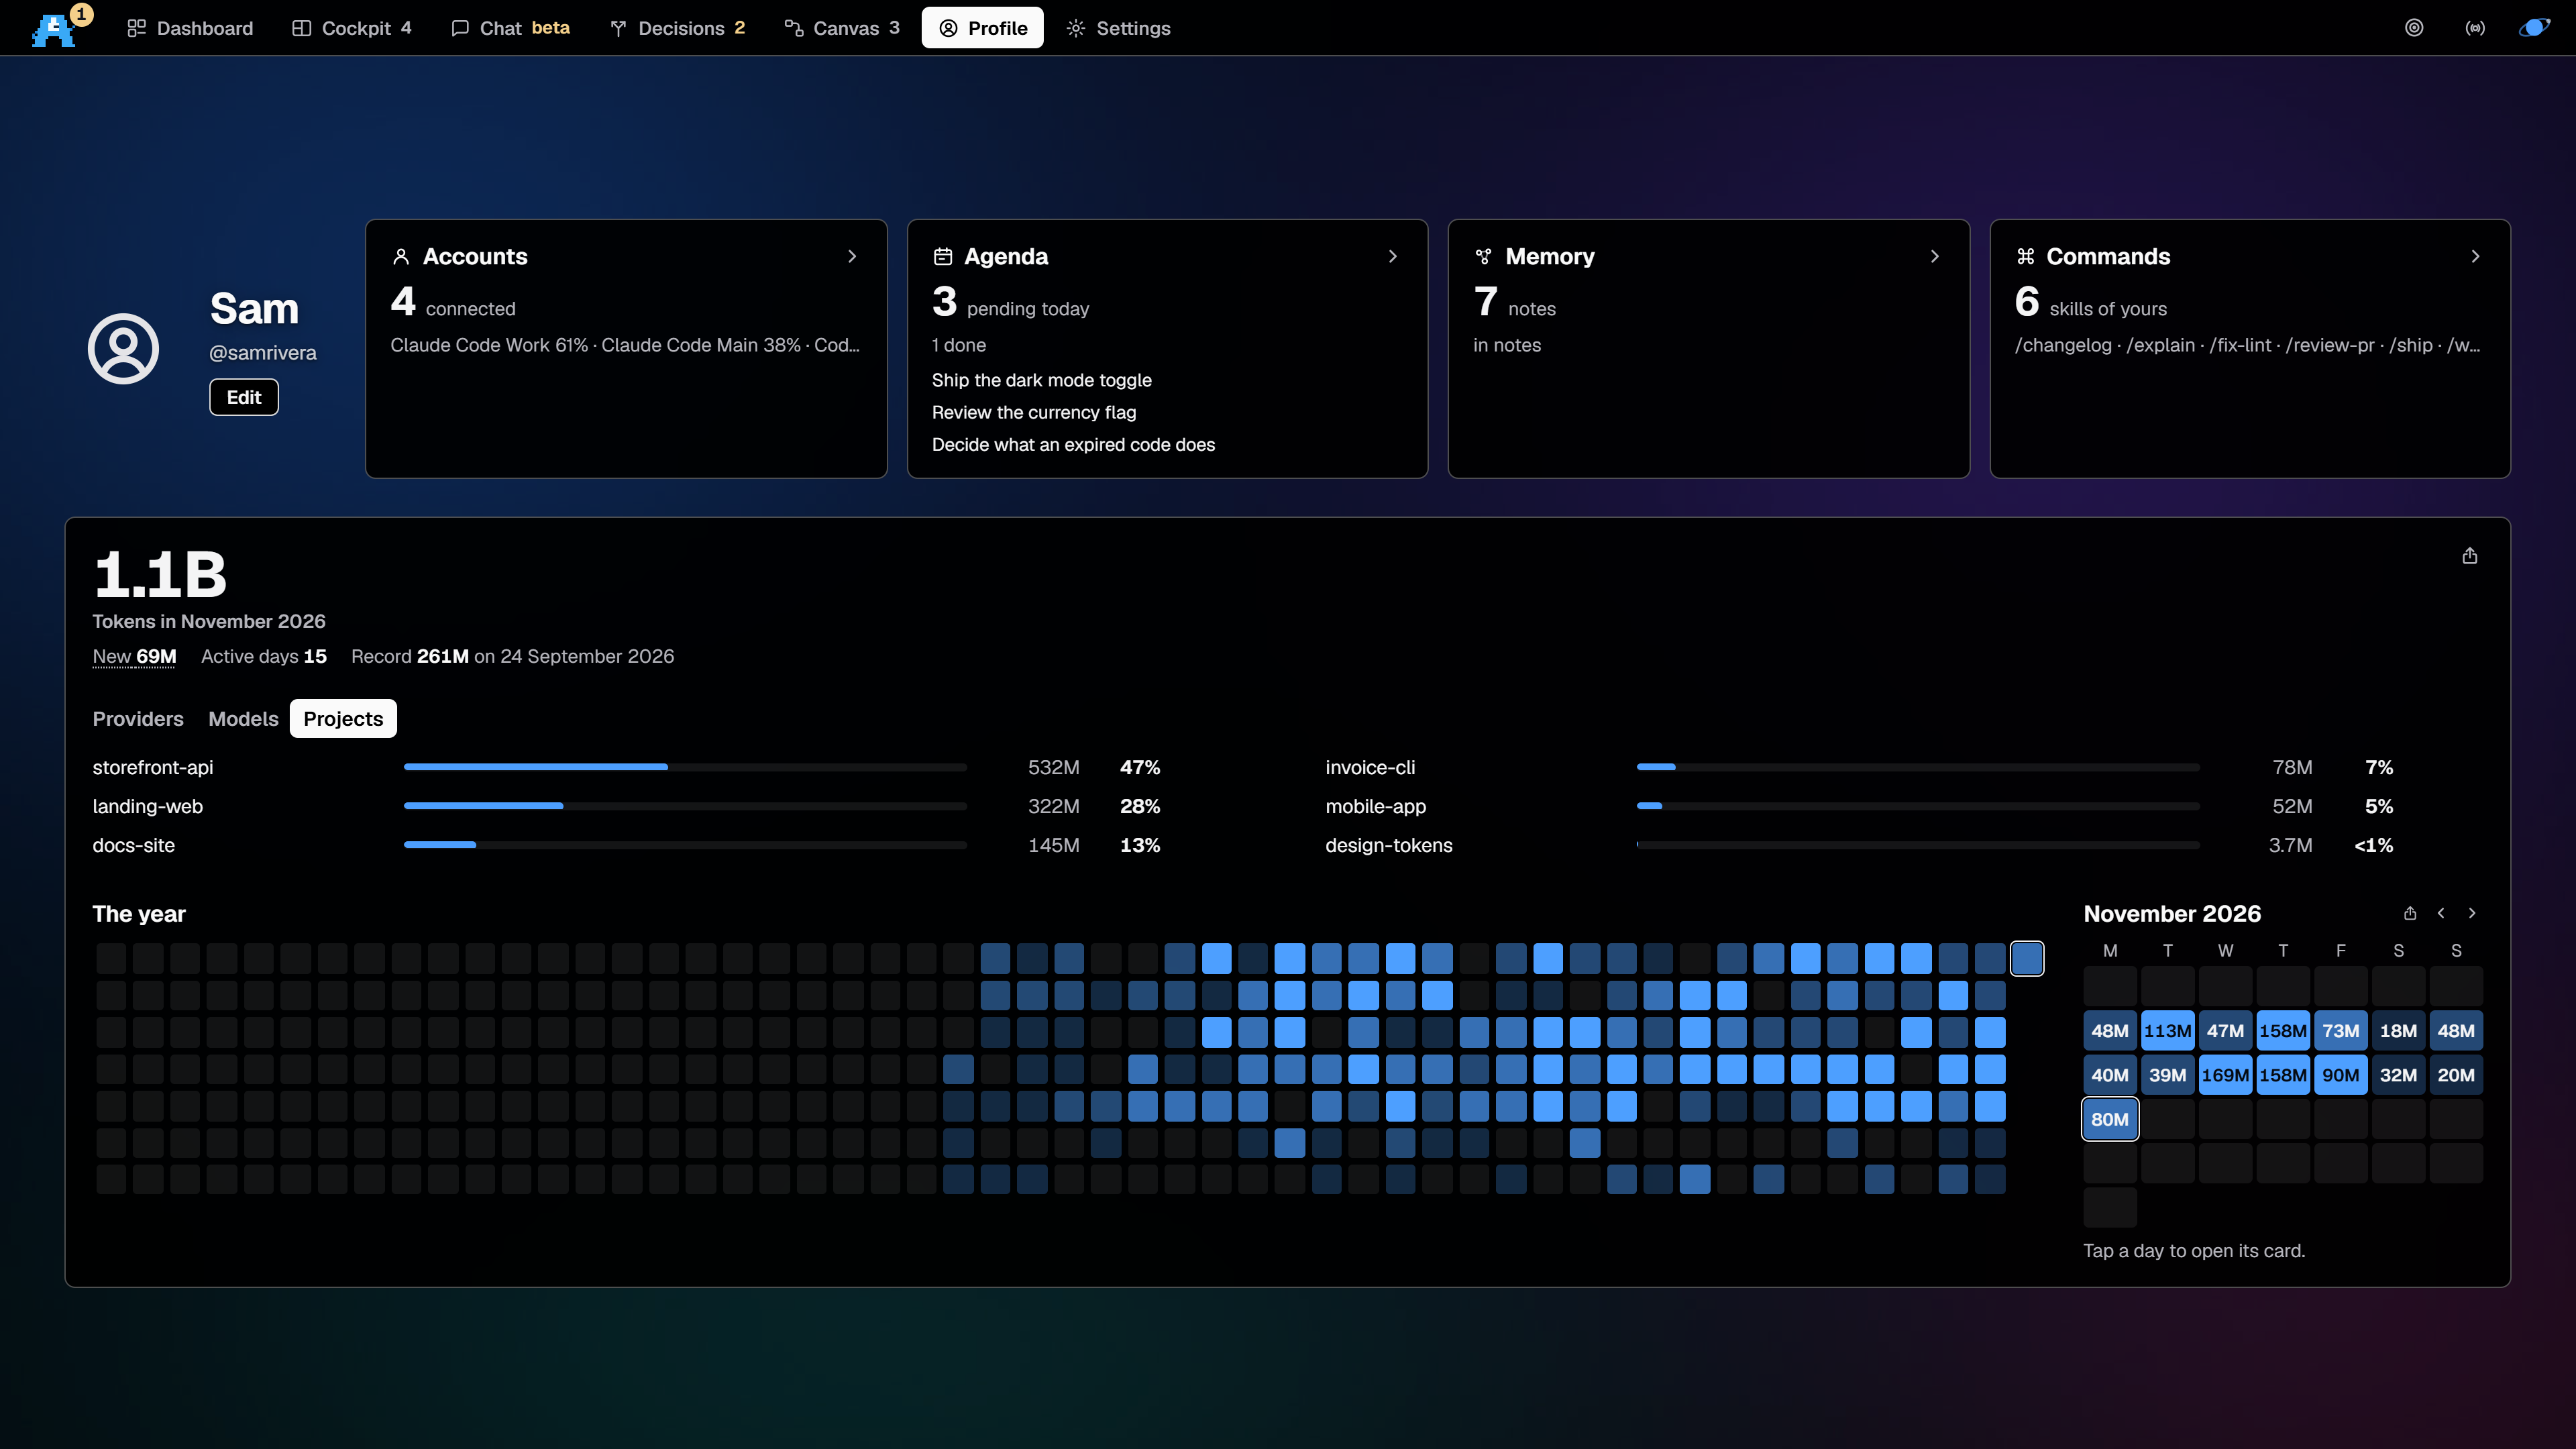 1
Dashboard
Cockpit 4
Chat beta
Decisions 2
Canvas 3
Profile
Settings
Sam
@samrivera
Edit
Accounts
4 connected
Claude Code Work 61% · Claude Code Main 38% · Cod...
Agenda
3 pending today
1 done
Ship the dark mode toggle
Review the currency flag
Decide what an expired code does
Memory
7 notes
in notes
Commands
6 skills of yours
/changelog · /explain · /fix-lint · /review-pr · /ship · /w...
1.1B
Tokens in November 2026
New 69M Active days 15 Record 261M on 24 September 2026
Providers Models Projects
storefront-api 532M 47%
landing-web 322M 28%
docs-site 145M 13%
invoice-cli 78M 7%
mobile-app 52M 5%
design-tokens 3.7M <1%
The year
November 2026
M T W T F S S
48M 113M 47M 158M 73M 18M 48M
40M 39M 169M 158M 90M 32M 20M
80M
Tap a day to open its card.